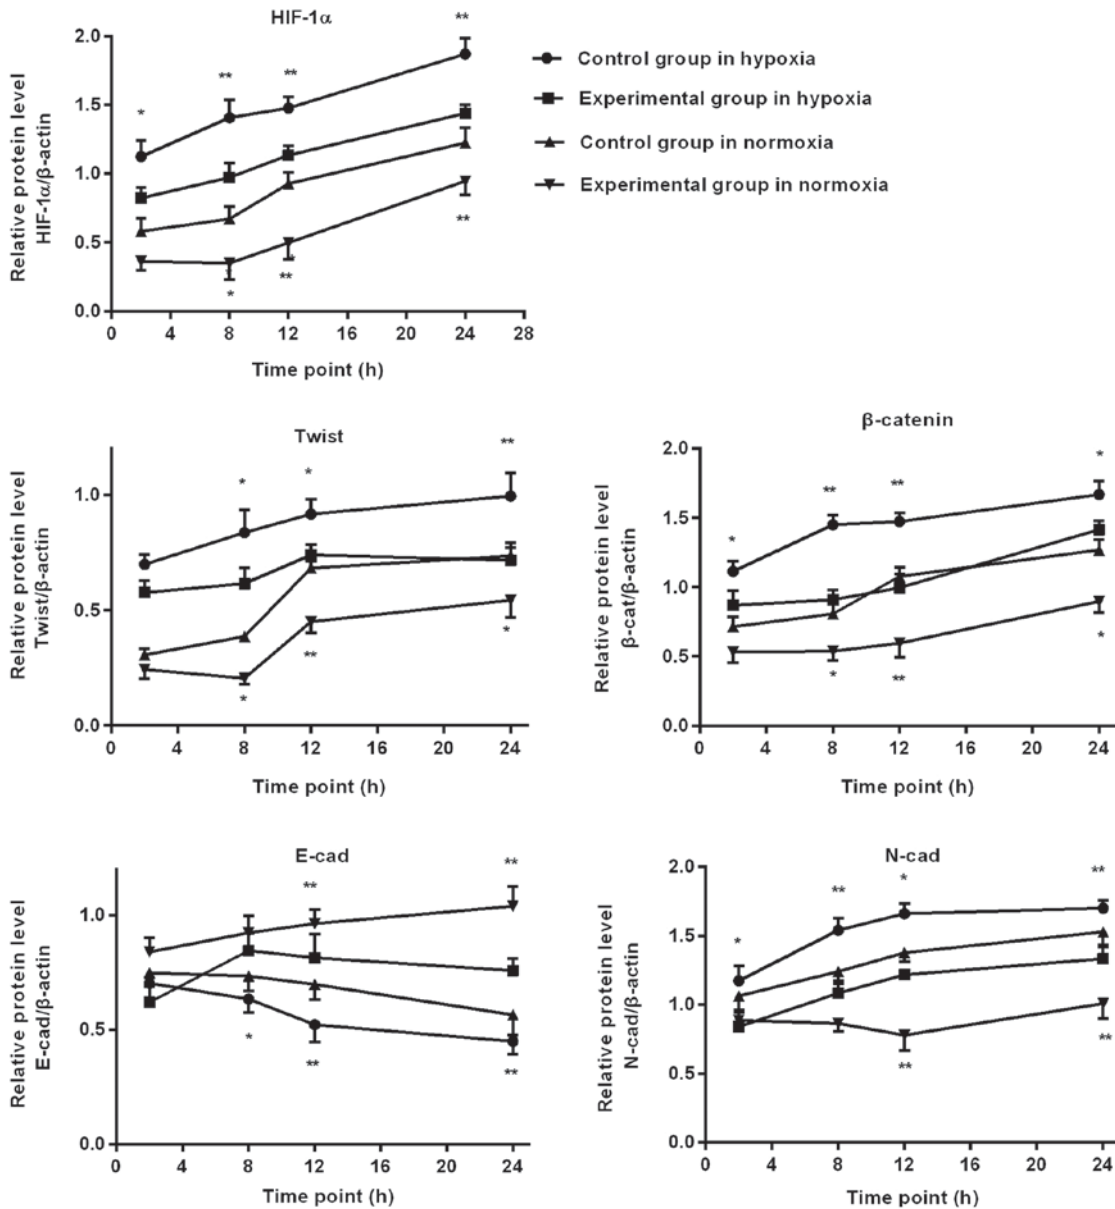 HIF-1α
Relative protein level
HIF-1α/β-actin
2.0
1.5
1.0
0.5
0.0
*
**
**
**
*
**
*
**
0 4 8 12 16 20 24 28
Time point (h)
Control group in hypoxia
Experimental group in hypoxia
Control group in normoxia
Experimental group in normoxia
Twist
Relative protein level
Twist/β-actin
1.0
0.5
0.0
*
*
**
*
**
*
0 4 8 12 16 20 24
Time point (h)
β-catenin
Relative protein level
β-cat/β-actin
2.0
1.5
1.0
0.5
0.0
*
**
**
*
*
**
*
0 4 8 12 16 20 24
Time point (h)
E-cad
Relative protein level
E-cad/β-actin
1.0
0.5
0.0
**
**
*
**
**
0 4 8 12 16 20 24
Time point (h)
N-cad
Relative protein level
N-cad/β-actin
2.0
1.5
1.0
0.5
0.0
*
**
*
**
**
**
0 4 8 12 16 20 24
Time point (h)